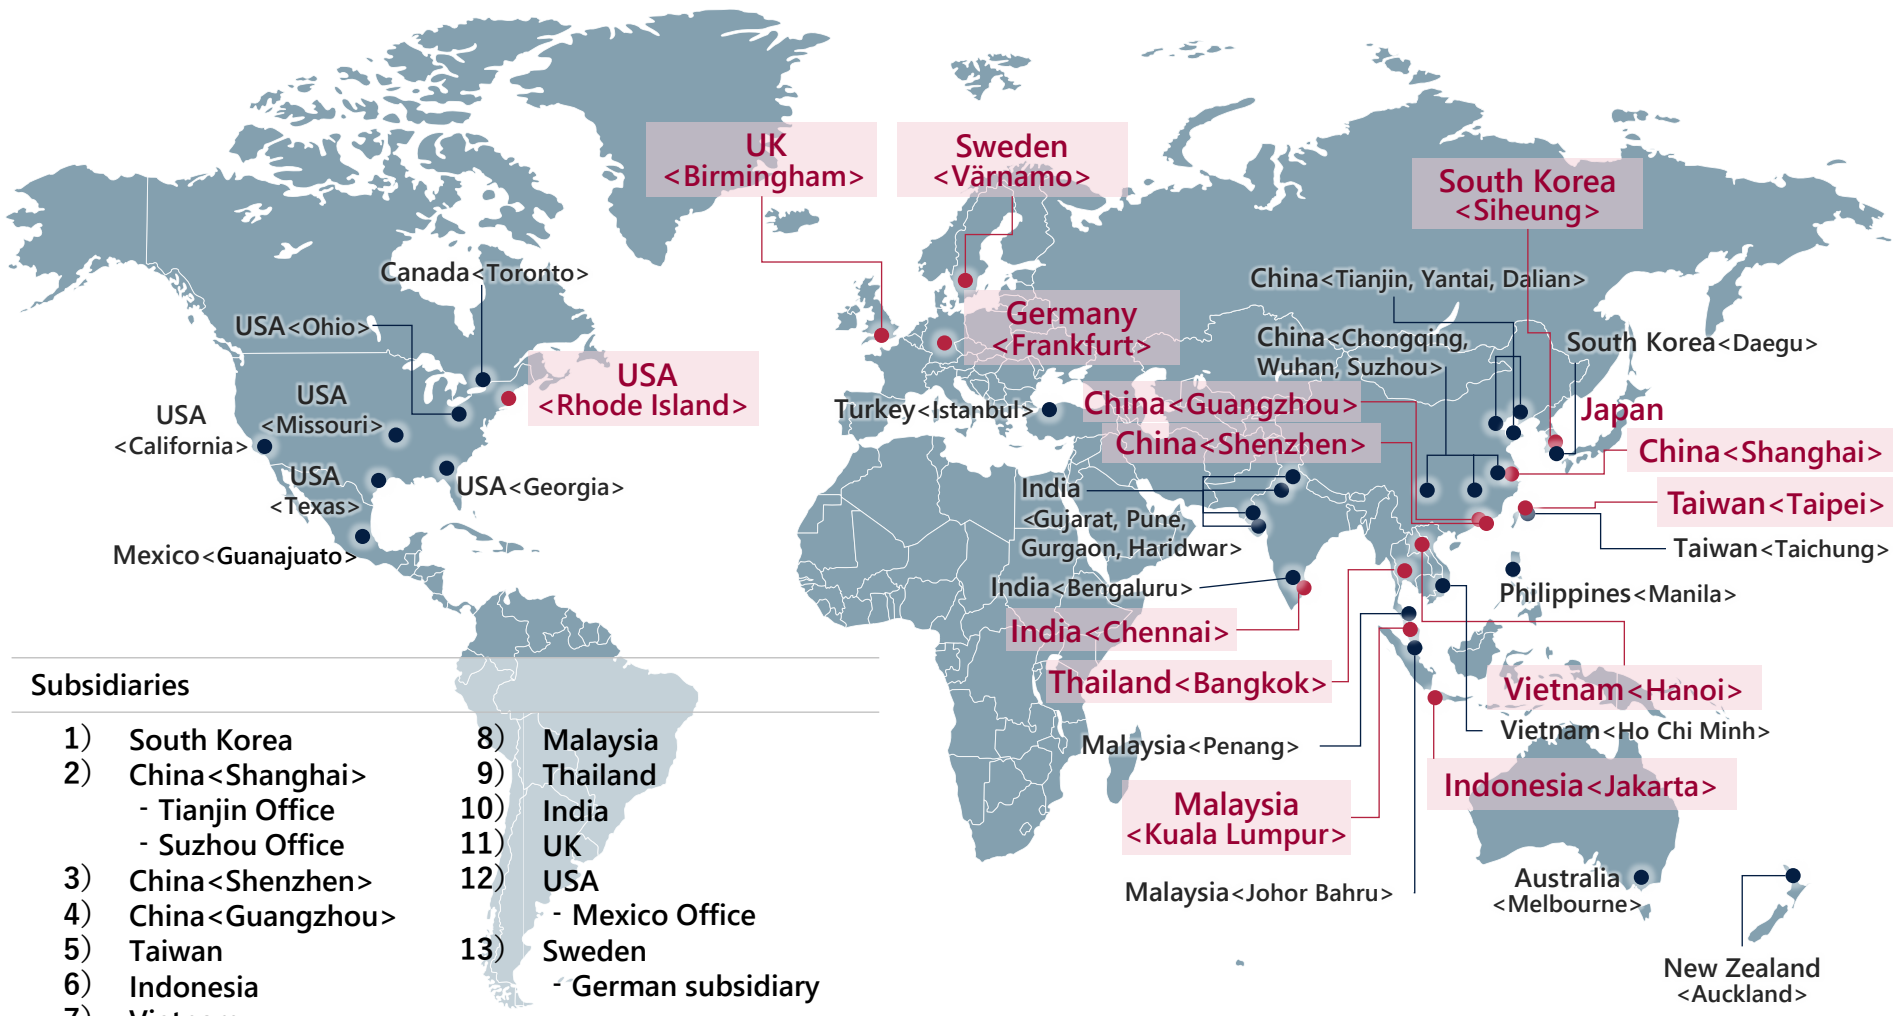 UK
<Birmingham>
Sweden
<Värnamo>
South Korea
<Siheung>
Canada<Toronto>
China<Tianjin, Yantai, Dalian>
USA<Ohio>
Germany
<Frankfurt>
China<Chongqing,
Wuhan, Suzhou>
South Korea<Daegu>
USA
<Rhode Island>
USA
<Missouri>
USA
<California>
Turkey<Istanbul>
China<Guangzhou>
Japan
China<Shenzhen>
China<Shanghai>
USA
<Texas>
USA<Georgia>
India
<Gujarat, Pune,
Gurgaon, Haridwar>
Taiwan<Taipei>
Mexico<Guanajuato>
Taiwan<Taichung>
India<Bengaluru>
Philippines<Manila>
India<Chennai>
Thailand<Bangkok>
Vietnam<Hanoi>
Vietnam<Ho Chi Minh>
Malaysia<Penang>
Indonesia<Jakarta>
Malaysia
<Kuala Lumpur>
Malaysia<Johor Bahru>
Australia
<Melbourne>
New Zealand
<Auckland>
Subsidiaries
1) South Korea
2) China<Shanghai>
- Tianjin Office
- Suzhou Office
3) China<Shenzhen>
4) China<Guangzhou>
5) Taiwan
6) Indonesia
7) Vietnam
8) Malaysia
9) Thailand
10) India
11) UK
12) USA
- Mexico Office
13) Sweden
- German subsidiary